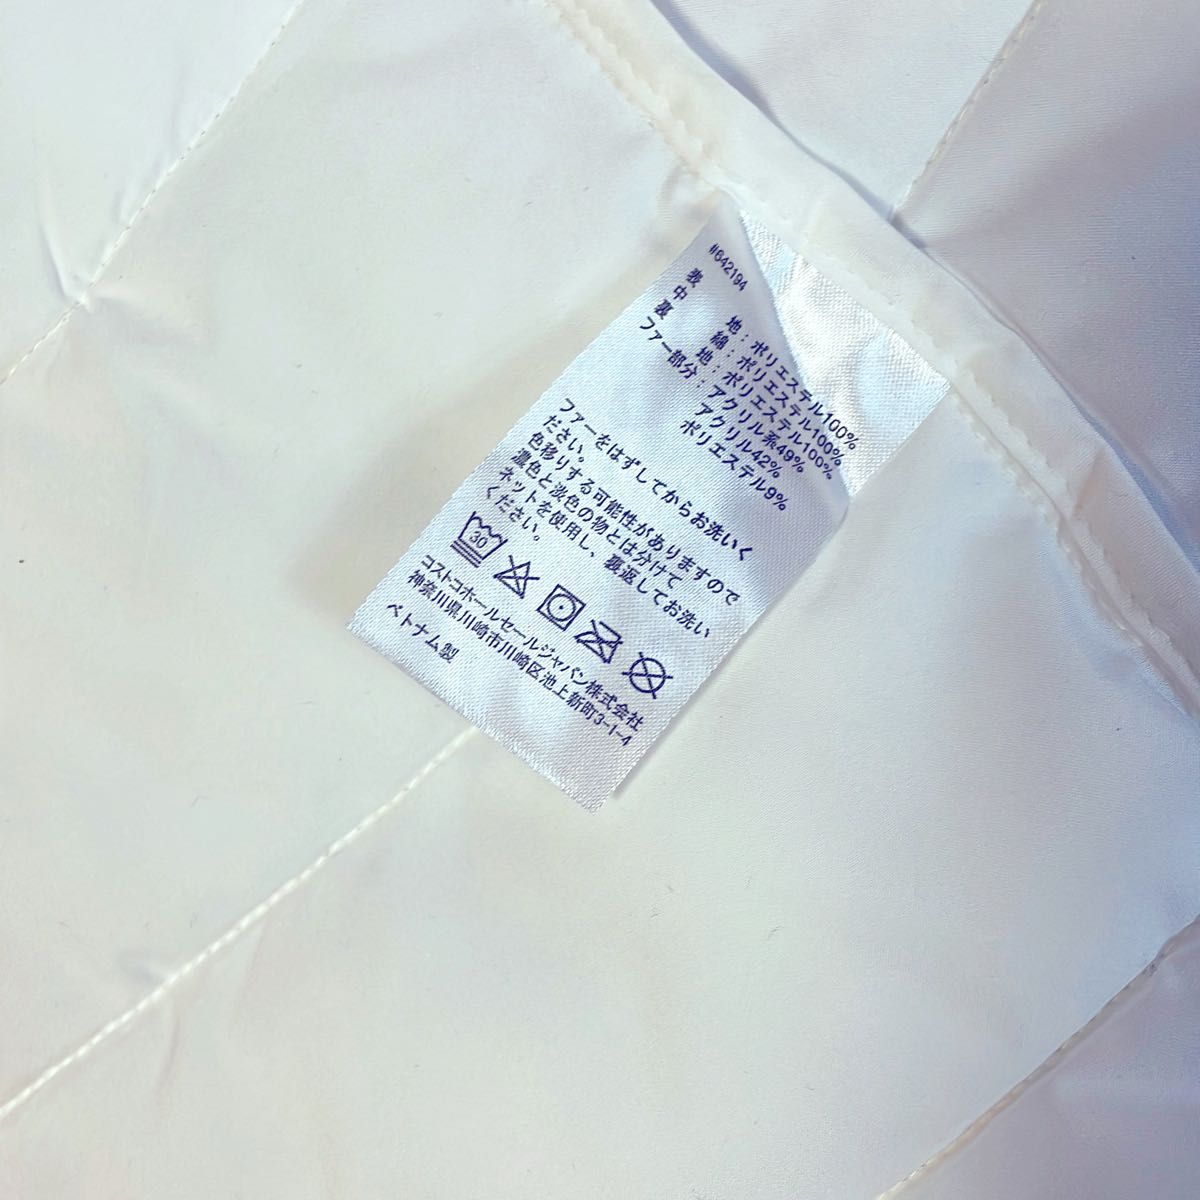 #642194
表　地：ポリエステル100%
中　綿：ポリエステル100%
裏　地：ポリエステル100%
ファー部分：アクリル系49%
アクリル42%
ポリエステル9%
ファーをはずしてからお洗いく
ださい。
色移りする可能性がありますので
濃色と淡色の物とは分けて
ネットを使用し、裏返してお洗い
ください。
30
コストコホールセールジャパン株式会社
神奈川県川崎市川崎区池上新町3-1-4
ベトナム製